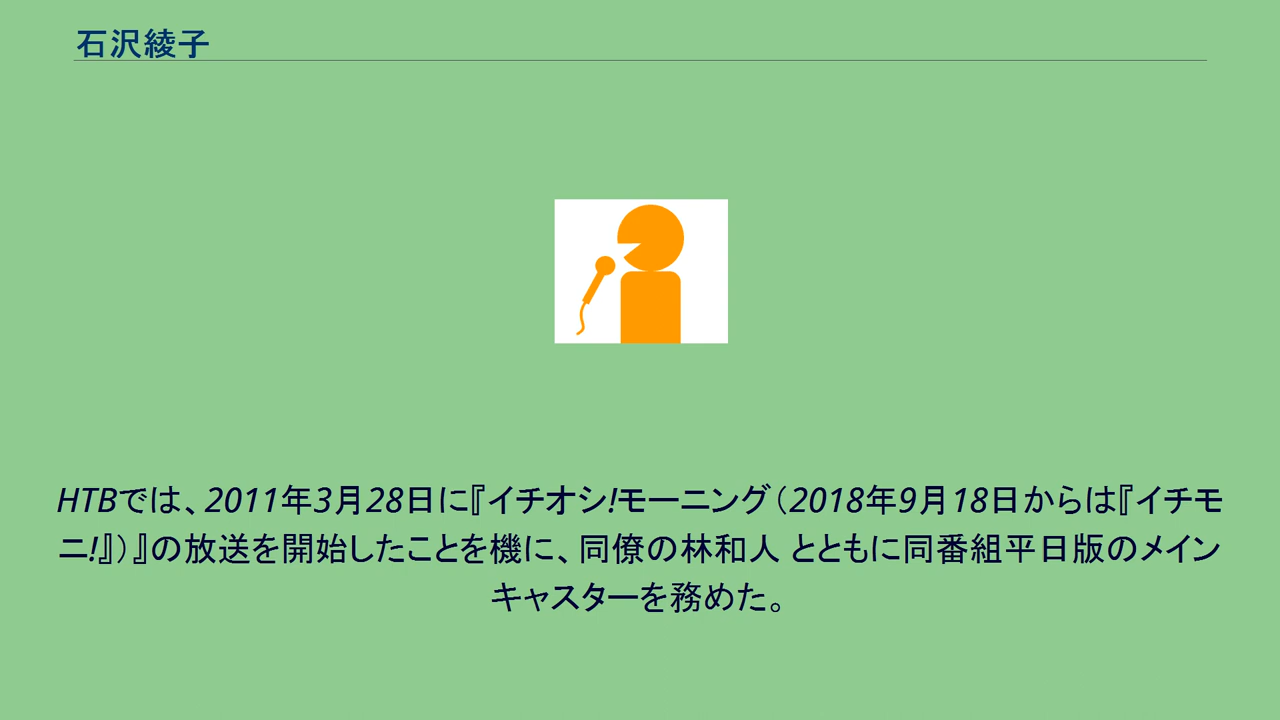 石沢綾子
HTBでは、2011年3月28日に『イチオシ!モーニング（2018年9月18日からは『イチモ
ニ!』）』の放送を開始したことを機に、同僚の林和人 とともに同番組平日版のメイン
キャスターを務めた。